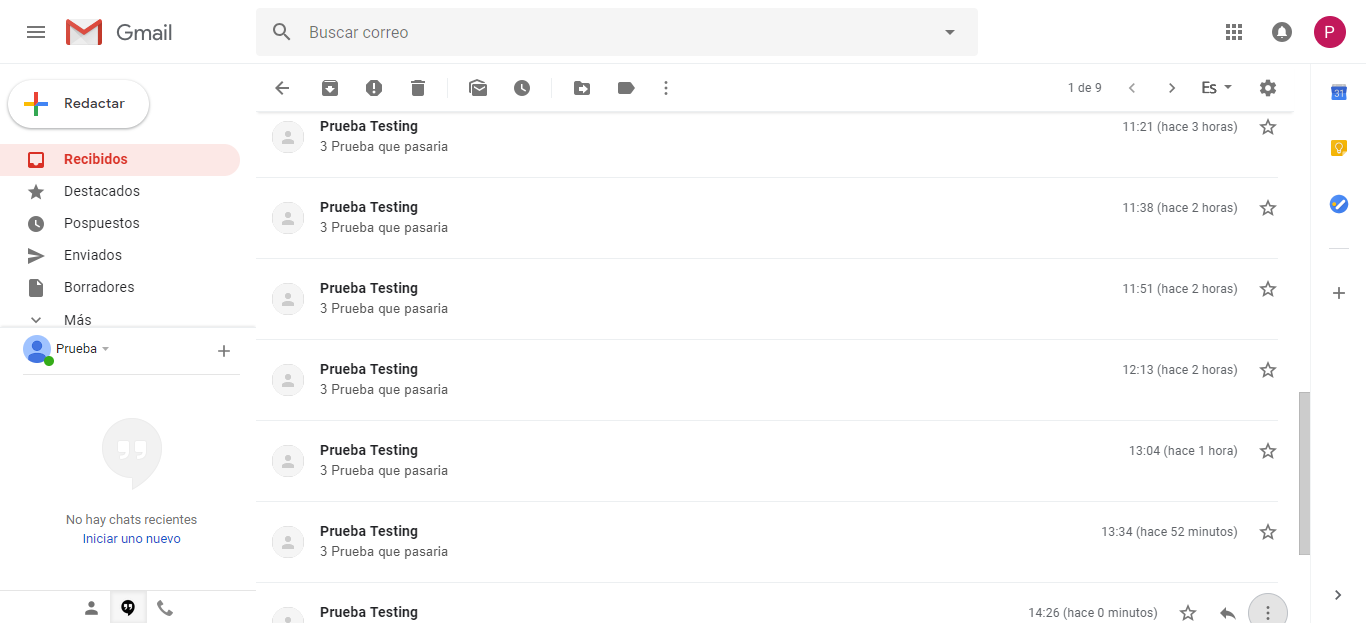 Gmail
Buscar correo
P
Redactar
1 de 9
Es
31
Recibidos
Destacados
Pospuestos
Enviados
Borradores
Más
Prueba
No hay chats recientes
Iniciar uno nuevo
Prueba Testing
11:21 (hace 3 horas)
3 Prueba que pasaria
Prueba Testing
11:38 (hace 2 horas)
3 Prueba que pasaria
Prueba Testing
11:51 (hace 2 horas)
3 Prueba que pasaria
Prueba Testing
12:13 (hace 2 horas)
3 Prueba que pasaria
Prueba Testing
13:04 (hace 1 hora)
3 Prueba que pasaria
Prueba Testing
13:34 (hace 52 minutos)
3 Prueba que pasaria
Prueba Testing
14:26 (hace 0 minutos)